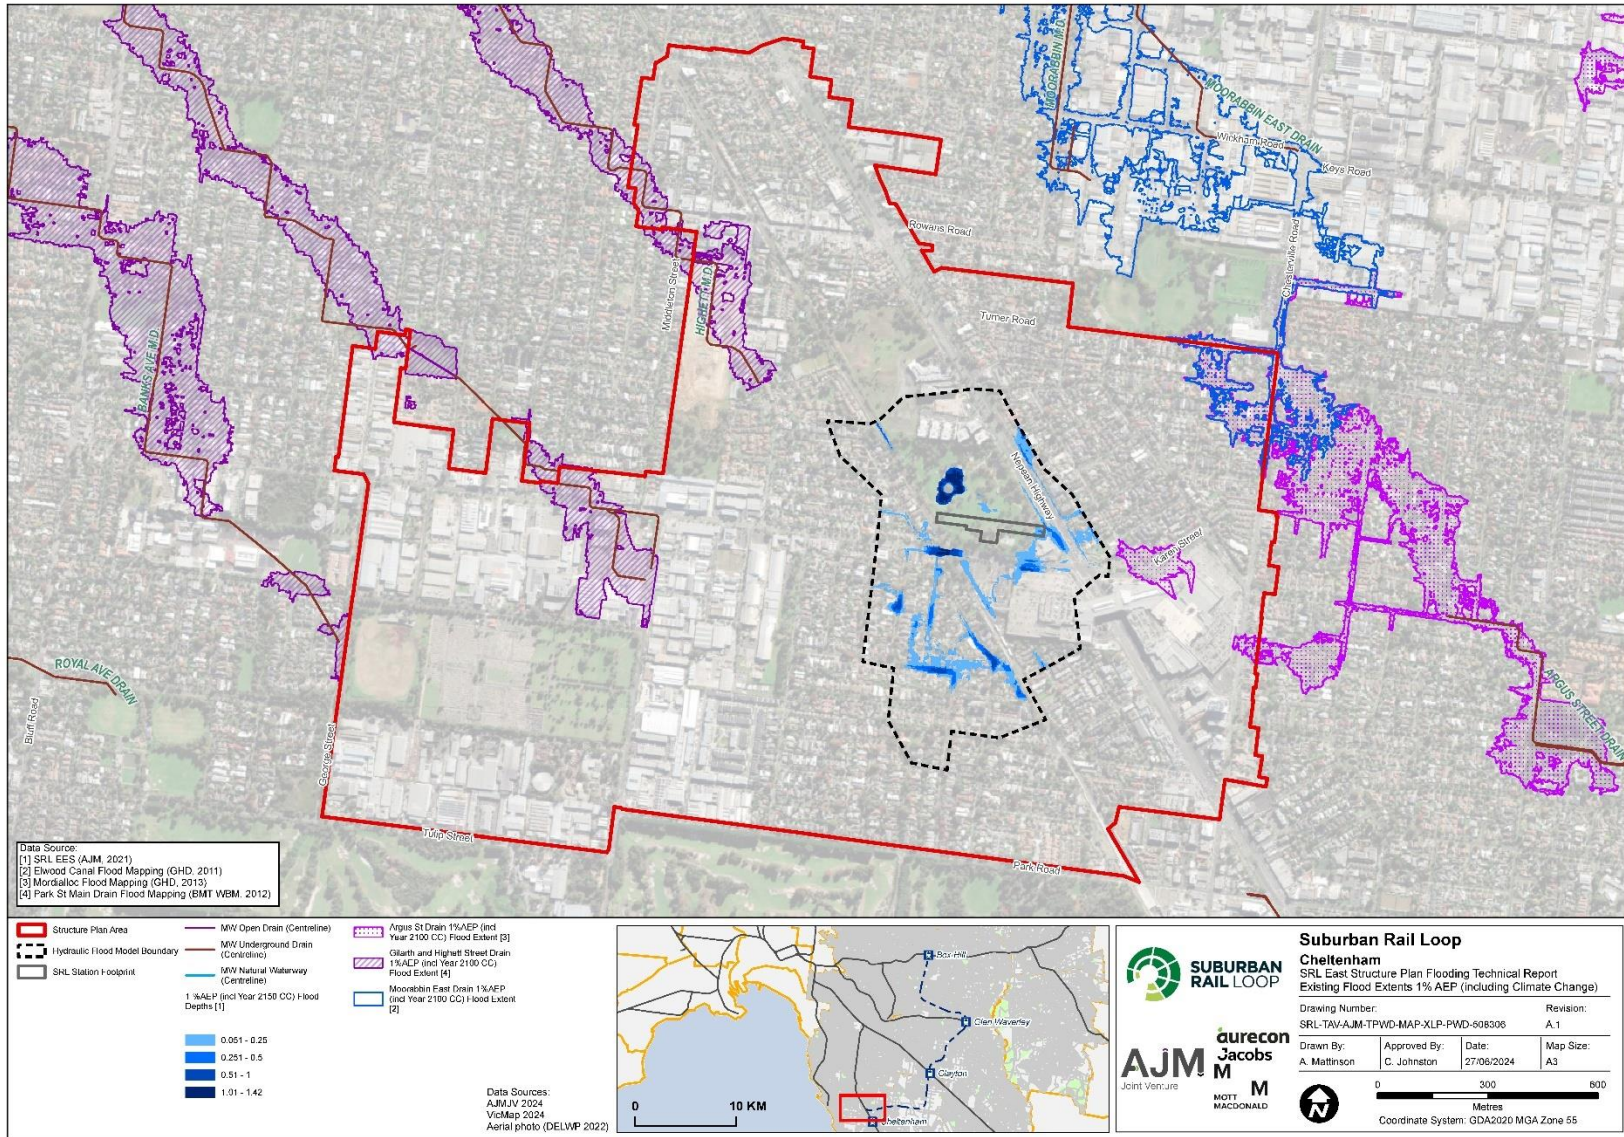 MOORABBIN M.D.
MOORABBIN EAST DRAIN
Wickham Road
Keys Road
Rowans Road
Chesterville Road
Middleton Street
HIGHETT M.D.
Turner Road
BANKS AVE M.D.
Nepean Highway
Karen Street
ROYAL AVE DRAIN
Bluff Road
George Street
ARGUS STREET DRAIN
Tulip Street
Park Road
Data Source:
[1] SRL EES (AJM, 2021)
[2] Elwood Canal Flood Mapping (GHD, 2011)
[3] Mordialloc Flood Mapping (GHD, 2013)
[4] Park St Main Drain Flood Mapping (BMT WBM, 2012)
Structure Plan Area
Hydraulic Flood Model Boundary
SRL Station Footprint
MW Open Drain (Centreline)
MW Underground Drain
(Centreline)
MW Natural Waterway
(Centreline)
1 %AEP (incl Year 2150 CC) Flood
Depths [1]
0.051 - 0.25
0.251 - 0.5
0.51 - 1
1.01 - 1.42
Argus St Drain 1%AEP (incl
Year 2100 CC) Flood Extent [3]
1%AEP (incl Year 2100 CC)
Flood Extent [4]
Moorabbin East Drain 1%AEP
(incl Year 2100 CC) Flood Extent
[2]
Data Sources:
AJMJV 2024
VicMap 2024
Aerial photo (DELWP 2022)
Box-Hill
Glen Waverley
Clayton
Cheltenham
0 10 KM
SUBURBAN
RAIL LOOP
AJM
Joint Venture
aurecon
Jacobs
M
M
MOTT
MACDONALD
Suburban Rail Loop
Cheltenham
SRL East Structure Plan Flooding Technical Report
Existing Flood Extents 1% AEP (including Climate Change)
Drawing Number: Revision:
SRL-TAV-AJM-TPWD-MAP-XLP-PWD-508306 A.1
Drawn By: Approved By: Date: Map Size:
A. Mattinson C. Johnston 27/06/2024 A3
N
0 300 600
Metres
Coordinate System: GDA2020 MGA Zone 55